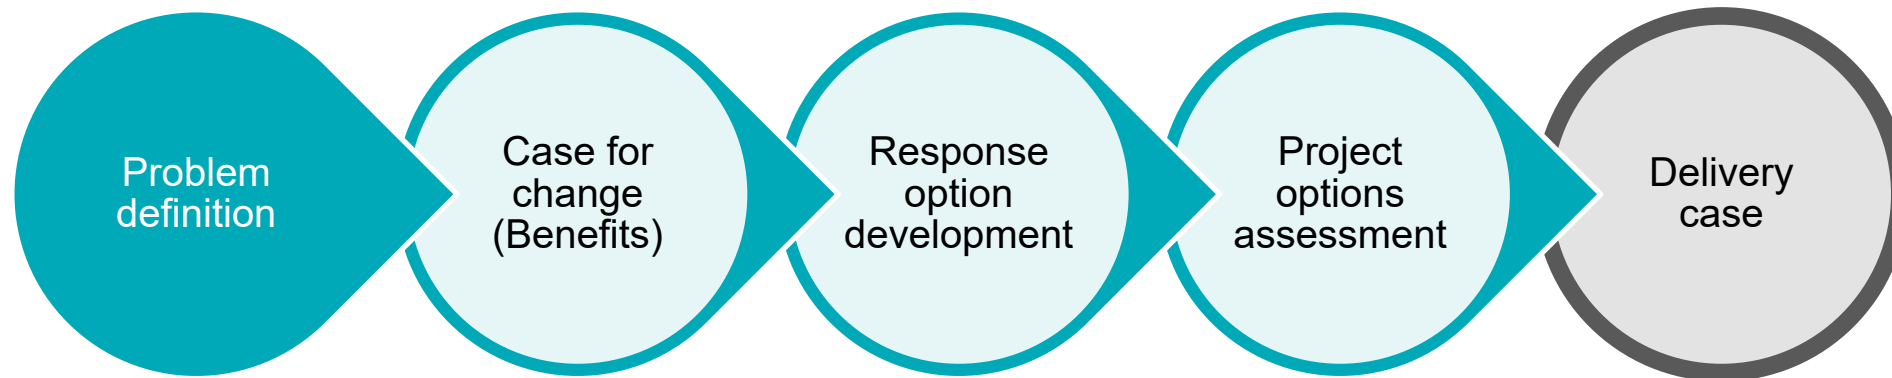 Problem
definition
Case for
change
(Benefits)
Response
option
development
Project
options
assessment
Delivery
case